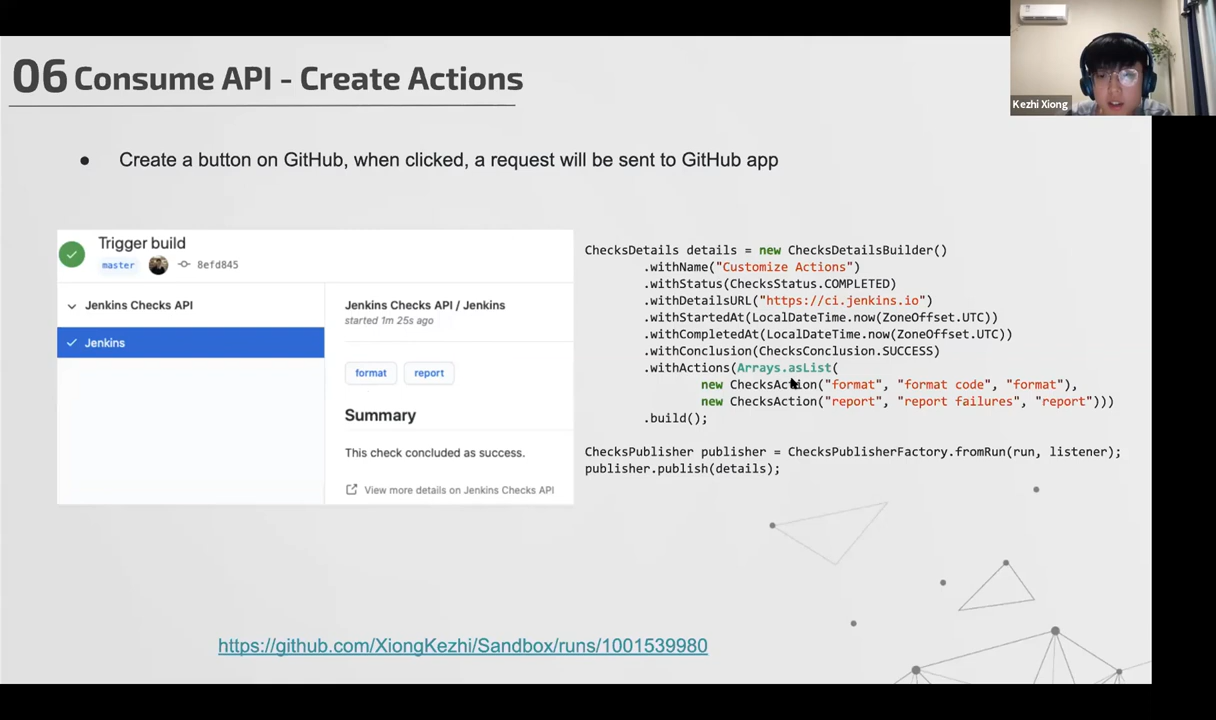 06 Consume API - Create Actions
Kezhi Xiong
● Create a button on GitHub, when clicked, a request will be sent to GitHub app
Trigger build
master 8efd845
Jenkins Checks API
Jenkins
Jenkins Checks API / Jenkins
started 1m 25s ago
format report
Summary
This check concluded as success.
View more details on Jenkins Checks API
ChecksDetails details = new ChecksDetailsBuilder()
.withName("Customize Actions")
.withStatus(ChecksStatus.COMPLETED)
.withDetailsURL("https://ci.jenkins.io")
.withStartedAt(LocalDateTime.now(ZoneOffset.UTC))
.withCompletedAt(LocalDateTime.now(ZoneOffset.UTC))
.withConclusion(ChecksConclusion.SUCCESS)
.withActions(Arrays.asList(
new ChecksAction("format", "format code", "format"),
new ChecksAction("report", "report failures", "report")))
.build();
ChecksPublisher publisher = ChecksPublisherFactory.fromRun(run, listener);
publisher.publish(details);
https://github.com/XiongKezhi/Sandbox/runs/1001539980